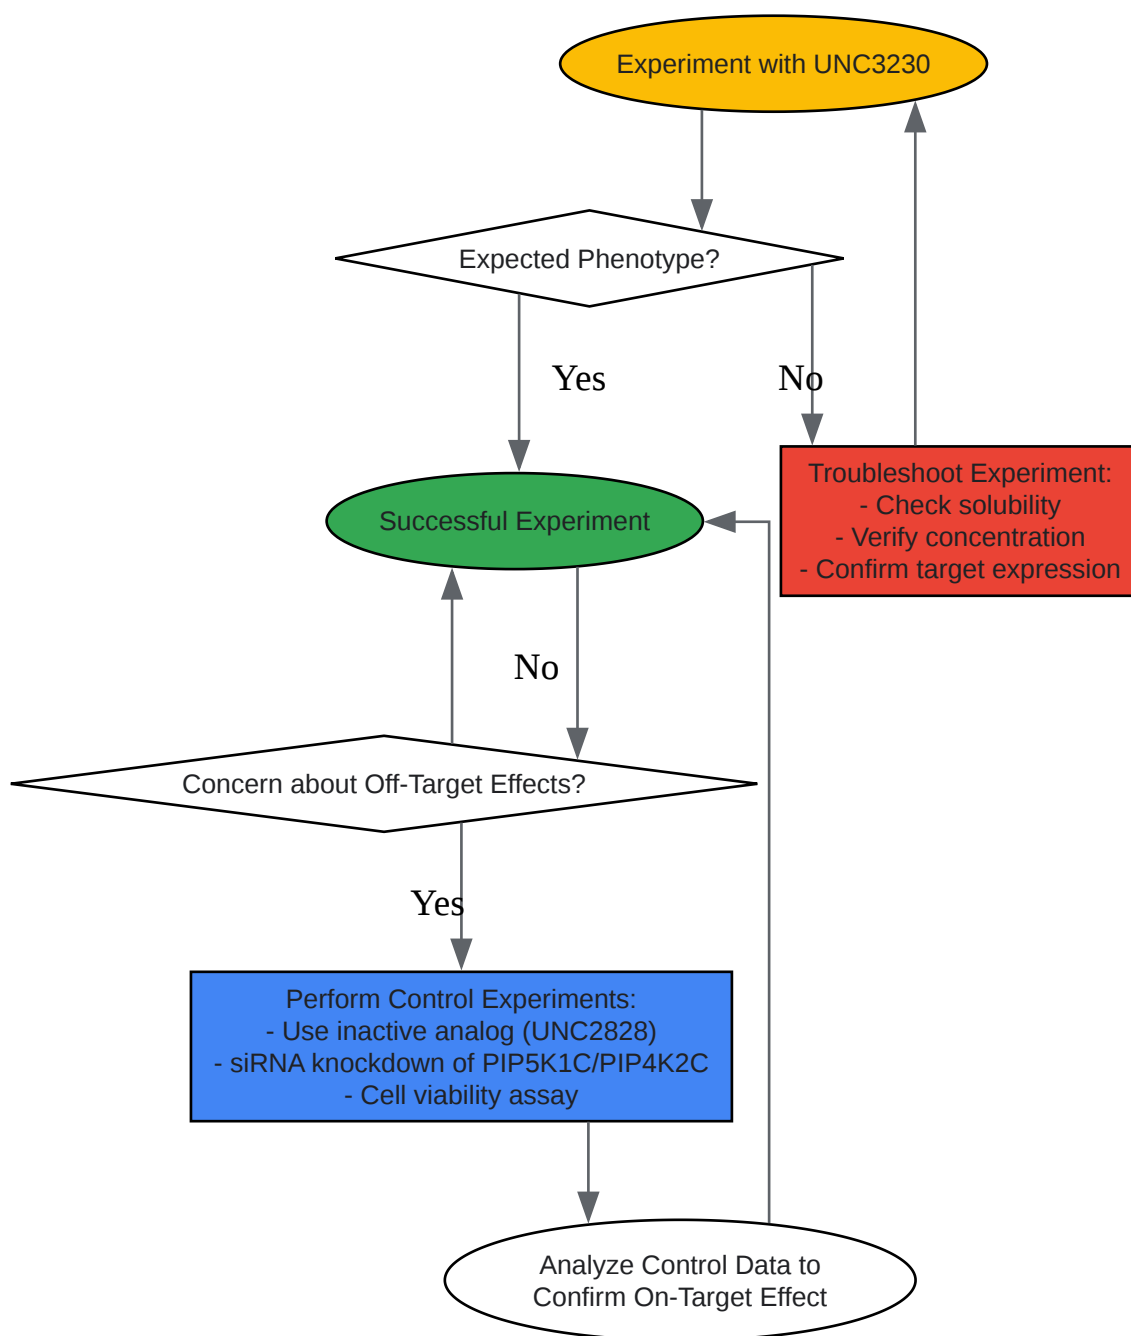 Experiment with UNC3230
Expected Phenotype?
Yes
No
Troubleshoot Experiment:
- Check solubility
- Verify concentration
- Confirm target expression
Successful Experiment
No
Concern about Off-Target Effects?
Yes
Perform Control Experiments:
- Use inactive analog (UNC2828)
- siRNA knockdown of PIP5K1C/PIP4K2C
- Cell viability assay
Analyze Control Data to
Confirm On-Target Effect